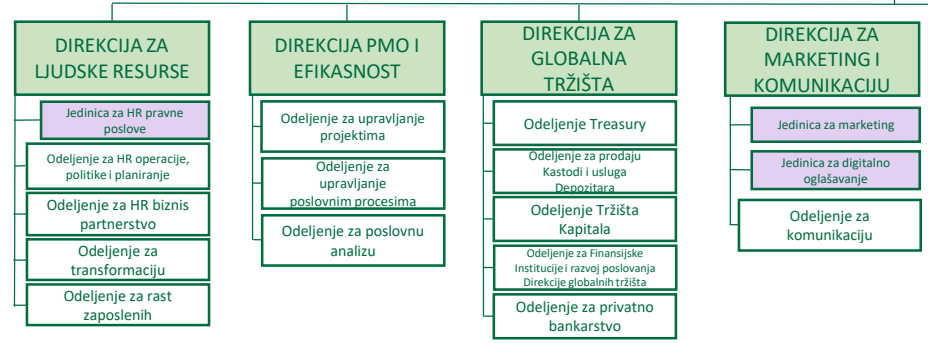 DIREKCIJA ZA
LJUDSKE RESURSE
Jedinica za HR pravne
poslove
Odeljenje za HR operacije,
politike i planiranje
Odeljenje za HR biznis
partnerstvo
Odeljenje za
transformaciju
Odeljenje za rast
zaposlenih
DIREKCIJA PMO I
EFIKASNOST
Odeljenje za upravljanje
projektima
Odeljenje za
upravljanje
poslovnim procesima
Odeljenje za poslovnu
analizu
DIREKCIJA ZA
GLOBALNA
TRŽIŠTA
Odeljenje Treasury
Odeljenje za prodaju
Kastodi i usluga
Depozitara
Odeljenje Tržišta
Kapitala
Odeljenje za Finansijske
Institucije i razvoj poslovanja
Direkcije globalnih tržišta
Odeljenje za privatno
bankarstvo
DIREKCIJA ZA
MARKETING I
KOMUNIKACIJU
Jedinica za marketing
Jedinica za digitalno
oglašavanje
Odeljenje za
komunikaciju